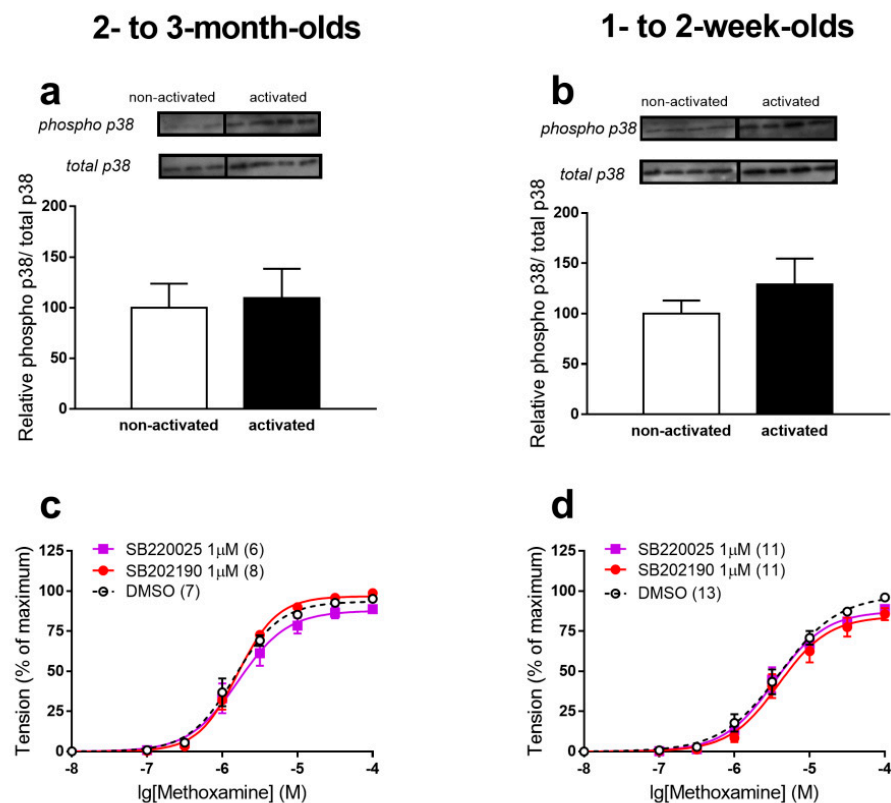 2- to 3-month-olds
1- to 2-week-olds
a
non-activated activated
phospho p38
total p38
Relative phospho p38/ total p38
200
150
100
50
0
non-activated activated
b
non-activated activated
phospho p38
total p38
Relative phospho p38/ total p38
200
150
100
50
0
non-activated activated
c
SB220025 1μM (6)
SB202190 1μM (8)
DMSO (7)
Tension (% of maximum)
125
100
75
50
25
0
-8 -7 -6 -5 -4
lg[Methoxamine] (M)
d
SB220025 1μM (11)
SB202190 1μM (11)
DMSO (13)
Tension (% of maximum)
125
100
75
50
25
0
-8 -7 -6 -5 -4
lg[Methoxamine] (M)